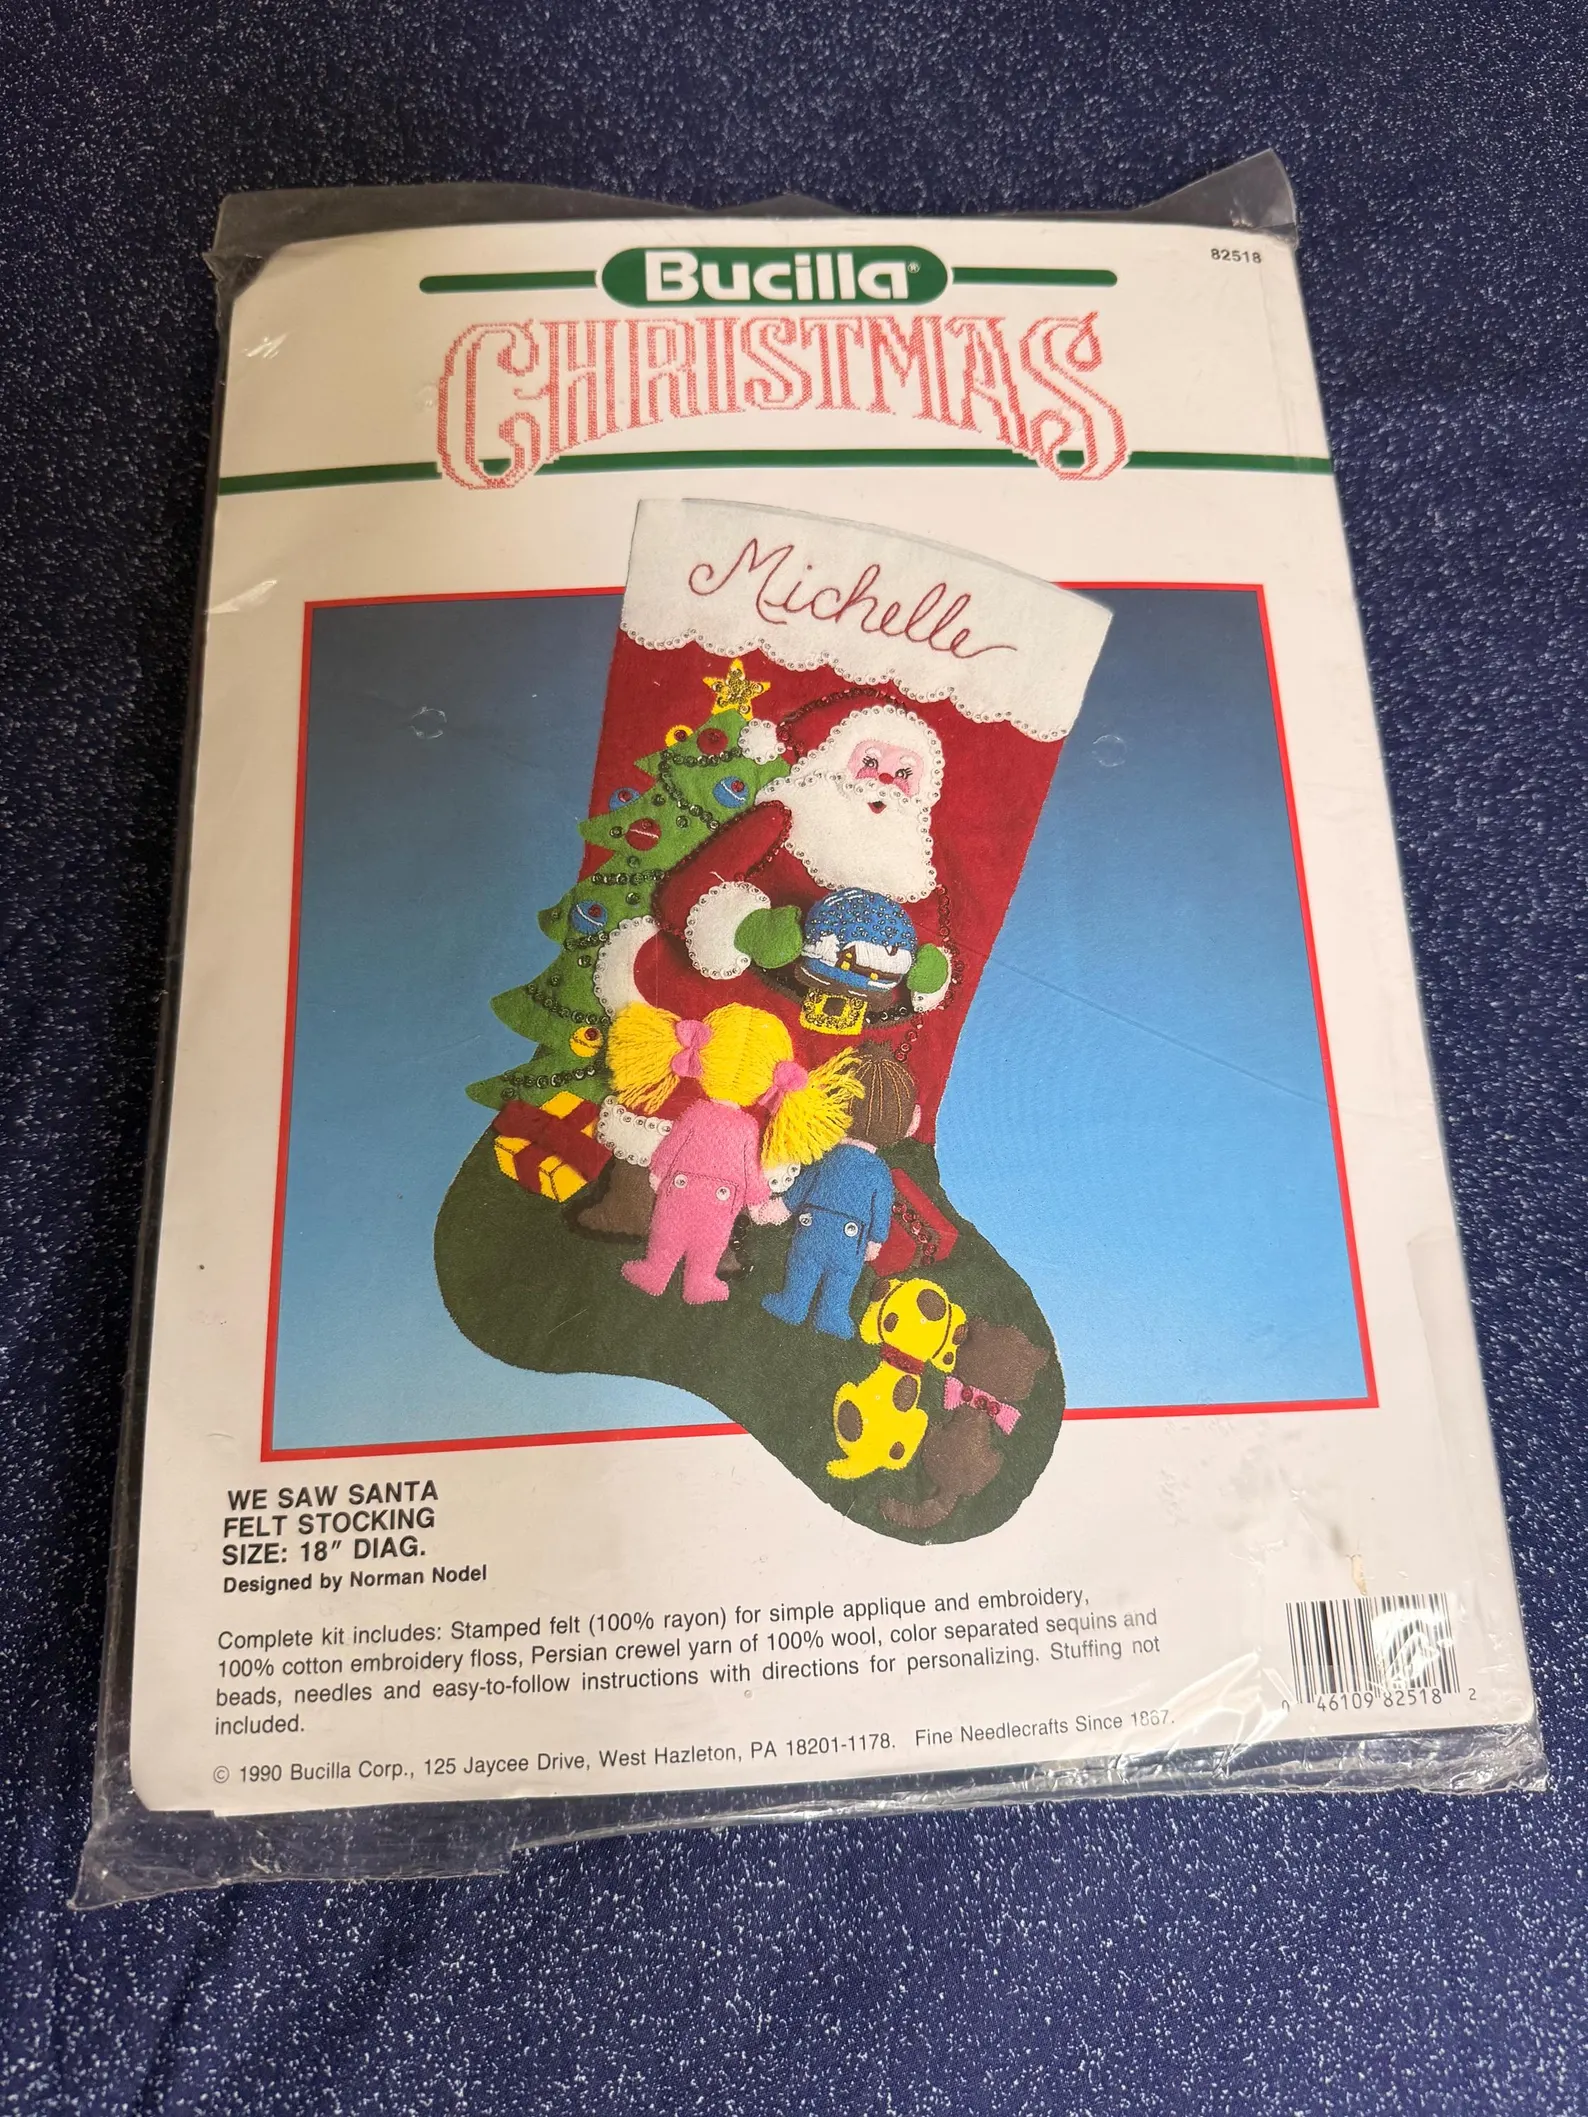 82518
Bucilla®
CHRISTMAS
Michelle
WE SAW SANTA
FELT STOCKING
SIZE: 18" DIAG.
Designed by Norman Nodel
Complete kit includes: Stamped felt (100% rayon) for simple applique and embroidery,
100% cotton embroidery floss, Persian crewel yarn of 100% wool, color separated sequins and
beads, needles and easy-to-follow instructions with directions for personalizing. Stuffing not
included.
© 1990 Bucilla Corp., 125 Jaycee Drive, West Hazleton, PA 18201-1178. Fine Needlecrafts Since 1867.
0 46109 82518 2